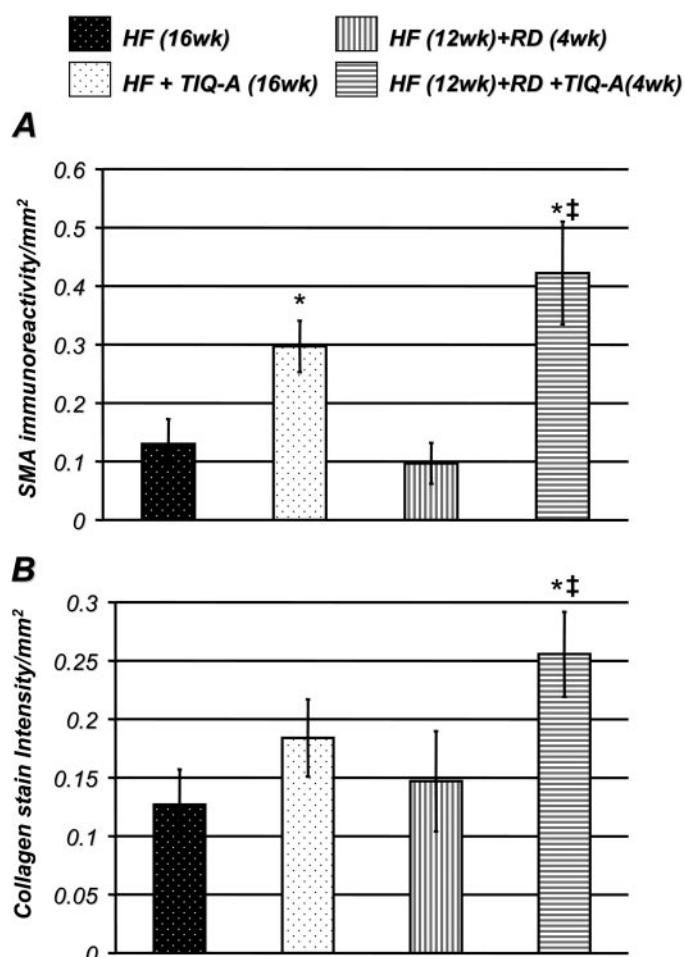 HF (16wk)
HF (12wk)+RD (4wk)
HF + TIQ-A (16wk)
HF (12wk)+RD +TIQ-A(4wk)
A
0.6
0.5
0.4
0.3
0.2
0.1
0
SMA immunoreactivity/mm²
*
*‡
B
0.3
0.25
0.2
0.15
0.1
0.05
0
Collagen stain Intensity/mm²
*‡